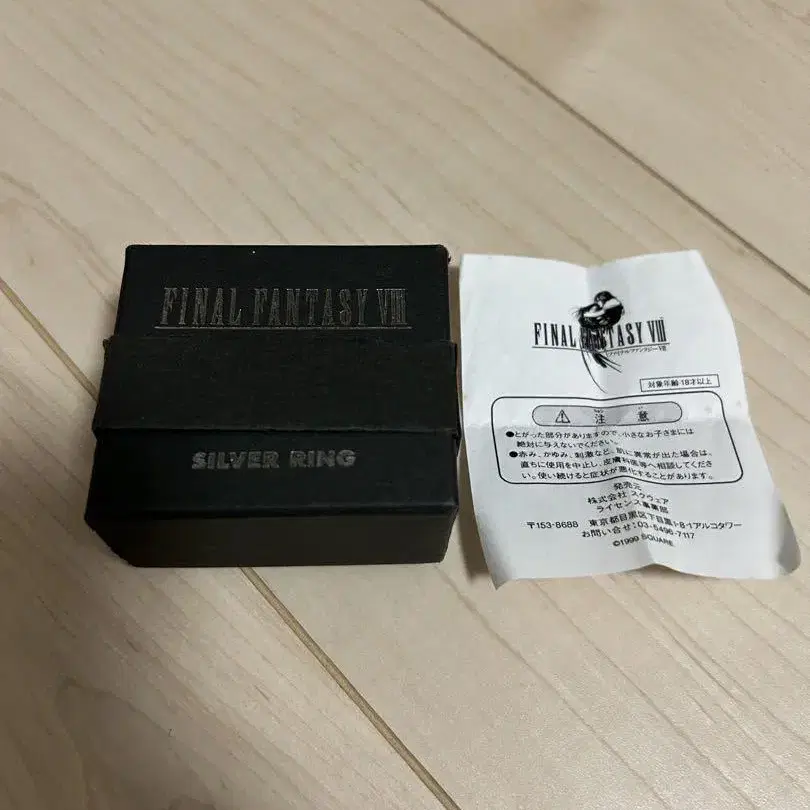 FINAL FANTASY VIII
SILVER RING
FINAL FANTASY VIII
ファイナルファンタジーVIII
対象年齢 18才以上
⚠ 注意
●とがった部分がありますので、小さなお子さまには
絶対に与えないでください。
●赤み、かゆみ、刺激など、肌に異常が出た場合は、
直ちに使用を中止し、皮膚科医等へ相談してくださ
い。使い続けると症状が悪化することがあります。
発売元
株式会社 スクウェア
ライセンス事業部
〒153-8688 東京都目黒区下目黒1-8-1アルコタワー
お問い合せ:03-5496-7117
©1999 SQUARE